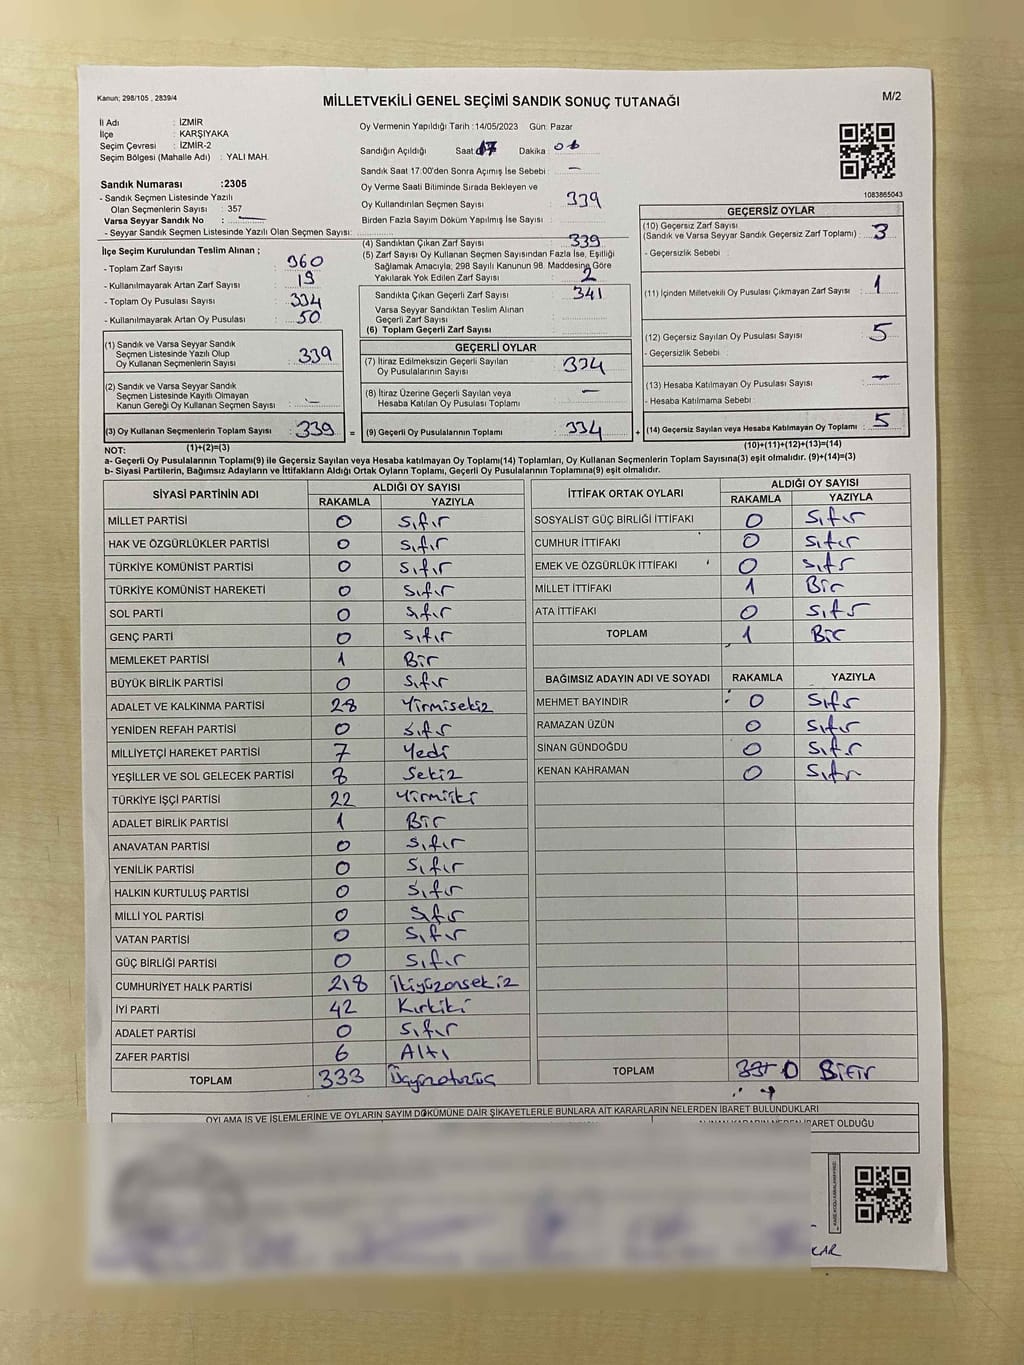 Kanun; 298/105 , 2839/4
MİLLETVEKİLİ GENEL SEÇİMİ SANDIK SONUÇ TUTANAĞI
M/2
İl Adı : İZMİR
İlçe : KARŞIYAKA
Seçim Çevresi : İZMİR-2
Seçim Bölgesi (Mahalle Adı) : YALI MAH.
Sandık Numarası :2305
- Sandık Seçmen Listesinde Yazılı
Olan Seçmenlerin Sayısı : 357
Varsa Seyyar Sandık No : —
- Seyyar Sandık Seçmen Listesinde Yazılı Olan Seçmen Sayısı:
Oy Vermenin Yapıldığı Tarih :14/05/2023 Gün: Pazar
Sandığın Açıldığı Saat : 17 Dakika :
Sandık Saat 17:00'den Sonra Açımış İse Sebebi : —
Oy Verme Saati Bitiminde Sırada Bekleyen ve
Oy Kullandırılan Seçmen Sayısı : 339
Birden Fazla Sayım Döküm Yapılmış İse Sayısı :
1083865043
İlçe Seçim Kurulundan Teslim Alınan ;
- Toplam Zarf Sayısı : 360
- Kullanılmayarak Artan Zarf Sayısı : 19
- Toplam Oy Pusulası Sayısı : 334
- Kullanılmayarak Artan Oy Pusulası : 50
(1) Sandık ve Varsa Seyyar Sandık
Seçmen Listesinde Yazılı Olup
Oy Kullanan Seçmenlerin Sayısı : 339
(2) Sandık ve Varsa Seyyar Sandık
Seçmen Listesinde Kayıtlı Olmayan
Kanun Gereği Oy Kullanan Seçmen Sayısı : —
(3) Oy Kullanan Seçmenlerin Toplam Sayısı : 339 =
(4) Sandıktan Çıkan Zarf Sayısı : 339
(5) Zarf Sayısı Oy Kullanan Seçmen Sayısından Fazla İse, Eşitliği
Sağlamak Amacıyla, 298 Sayılı Kanunun 98. Maddesine Göre
Yakılarak Yok Edilen Zarf Sayısı : 2
Sandıkta Çıkan Geçerli Zarf Sayısı : 341
Varsa Seyyar Sandıktan Teslim Alınan
Geçerli Zarf Sayısı :
(6) Toplam Geçerli Zarf Sayısı :
GEÇERLİ OYLAR
(7) İtiraz Edilmeksizin Geçerli Sayılan
Oy Pusulalarının Sayısı : 334
(8) İtiraz Üzerine Geçerli Sayılan veya
Hesaba Katılan Oy Pusulası Toplamı : —
(9) Geçerli Oy Pusulalarının Toplamı : 334 +
GEÇERSİZ OYLAR
(10) Geçersiz Zarf Sayısı
(Sandık ve Varsa Seyyar Sandık Geçersiz Zarf Toplamı) : 3
- Geçersizlik Sebebi :
(11) İçinden Milletvekili Oy Pusulası Çıkmayan Zarf Sayısı : 1
(12) Geçersiz Sayılan Oy Pusulası Sayısı : 5
- Geçersizlik Sebebi :
(13) Hesaba Katılmayan Oy Pusulası Sayısı : —
- Hesaba Katılmama Sebebi :
(14) Geçersiz Sayılan veya Hesaba Katılmayan Oy Toplamı : 5
NOT: (1)+(2)=(3) (10)+(11)+(12)+(13)=(14)
a- Geçerli Oy Pusulalarının Toplamı(9) ile Geçersiz Sayılan veya Hesaba katılmayan Oy Toplamı(14) Toplamları, Oy Kullanan Seçmenlerin Toplam Sayısına(3) eşit olmalıdır. (9)+(14)=(3)
b- Siyasi Partilerin, Bağımsız Adayların ve İttifakların Aldığı Ortak Oyların Toplamı, Geçerli Oy Pusulalarının Toplamına(9) eşit olmalıdır.
SİYASİ PARTİNİN ADI ALDIĞI OY SAYISI
RAKAMLA YAZIYLA
MİLLET PARTİSİ 0 Sıfır
HAK VE ÖZGÜRLÜKLER PARTİSİ 0 Sıfır
TÜRKİYE KOMÜNİST PARTİSİ 0 Sıfır
TÜRKİYE KOMÜNİST HAREKETİ 0 Sıfır
SOL PARTİ 0 Sıfır
GENÇ PARTİ 0 Sıfır
MEMLEKET PARTİSİ 1 Bir
BÜYÜK BİRLİK PARTİSİ 0 Sıfır
ADALET VE KALKINMA PARTİSİ 28 Yirmisekiz
YENİDEN REFAH PARTİSİ 0 Sıfır
MİLLİYETÇİ HAREKET PARTİSİ 7 Yedi
YEŞİLLER VE SOL GELECEK PARTİSİ 8 Sekiz
TÜRKİYE İŞÇİ PARTİSİ 22 Yirmiiki
ADALET BİRLİK PARTİSİ 1 Bir
ANAVATAN PARTİSİ 0 Sıfır
YENİLİK PARTİSİ 0 Sıfır
HALKIN KURTULUŞ PARTİSİ 0 Sıfır
MİLLİ YOL PARTİSİ 0 Sıfır
VATAN PARTİSİ 0 Sıfır
GÜÇ BİRLİĞİ PARTİSİ 0 Sıfır
CUMHURİYET HALK PARTİSİ 218 İkiyüzonsekiz
İYİ PARTİ 42 Kırkiki
ADALET PARTİSİ 0 Sıfır
ZAFER PARTİSİ 6 Altı
TOPLAM 333 Üçyüzotuzüç
İTTİFAK ORTAK OYLARI ALDIĞI OY SAYISI
RAKAMLA YAZIYLA
SOSYALİST GÜÇ BİRLİĞİ İTTİFAKI 0 Sıfır
CUMHUR İTTİFAKI 0 Sıfır
EMEK VE ÖZGÜRLÜK İTTİFAKI 0 Sıfır
MİLLET İTTİFAKI 1 Bir
ATA İTTİFAKI 0 Sıfır
TOPLAM 1 Bir
BAĞIMSIZ ADAYIN ADI VE SOYADI RAKAMLA YAZIYLA
MEHMET BAYINDIR 0 Sıfır
RAMAZAN ÜZÜN 0 Sıfır
SİNAN GÜNDOĞDU 0 Sıfır
KENAN KAHRAMAN 0 Sıfır
TOPLAM 0
OYLAMA İŞ VE İŞLEMLERİNE VE OYLARIN SAYIM DÖKÜMÜNE DAİR ŞİKAYETLERLE BUNLARA AİT KARARLARIN NELERDEN İBARET BULUNDUKLARI
İBARET OLDUĞU